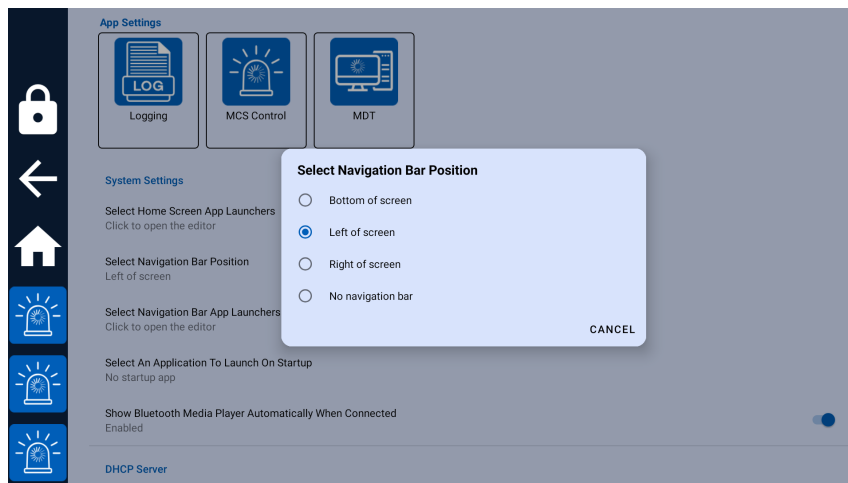 App Settings
LOG
Logging
MCS Control
MDT
System Settings
Select Home Screen App Launchers
Click to open the editor
Select Navigation Bar Position
Left of screen
Select Navigation Bar App Launchers
Click to open the editor
Select An Application To Launch On Startup
No startup app
Show Bluetooth Media Player Automatically When Connected
Enabled
DHCP Server
Select Navigation Bar Position
Bottom of screen
Left of screen
Right of screen
No navigation bar
CANCEL